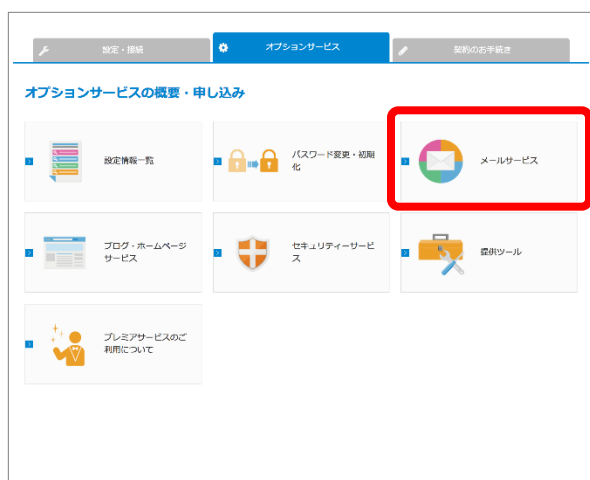 設定・接続
オプションサービス
契約のお手続き
オプションサービスの概要・申し込み
設定情報一覧
パスワード変更・初期
化
メールサービス
ブログ・ホームページ
サービス
セキュリティーサービ
ス
提供ツール
プレミアサービスのご
利用について